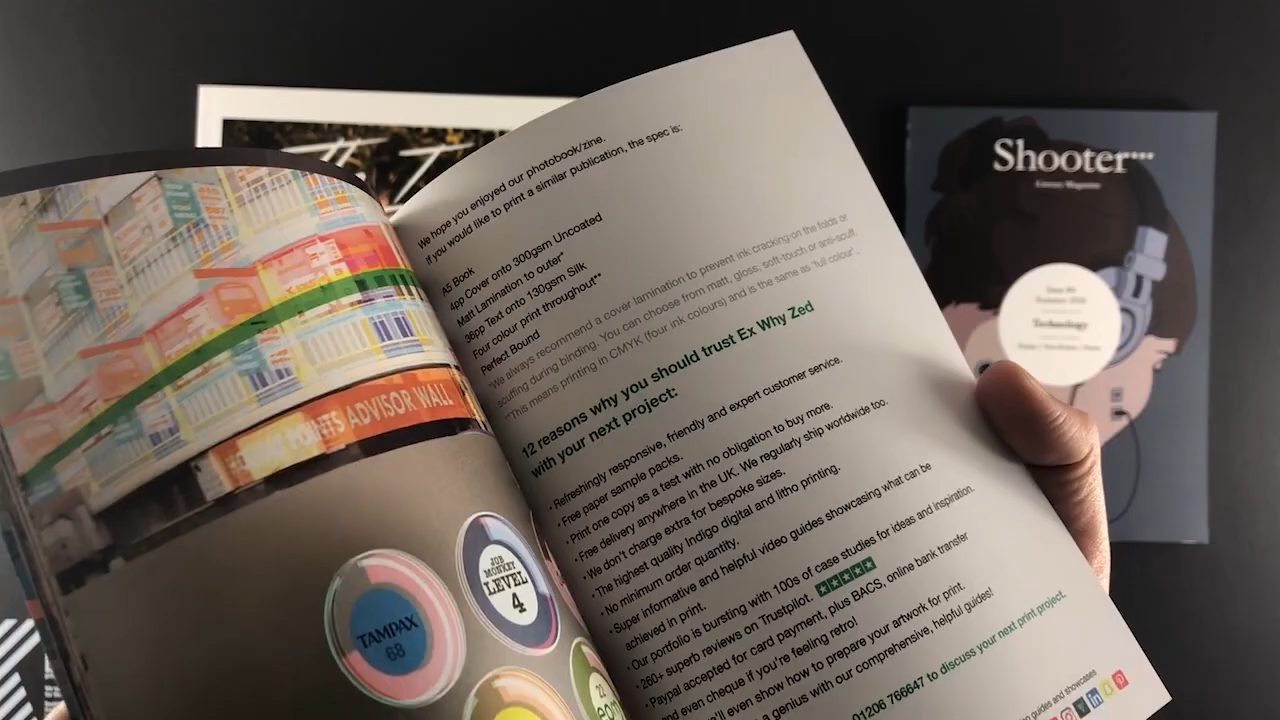 ADVISOR WALL
TAMPAX
68
JOB
MONKEY
LEVEL
4
22
We hope you enjoyed our photobook/zine.
If you would like to print a similar publication, the spec is:
A5 Book
4pp Cover onto 300gsm Uncoated
Matt Lamination to outer*
36pp Text onto 130gsm Silk
Four colour print throughout**
Perfect Bound
*We always recommend a cover lamination to prevent ink cracking on the folds or
scuffing during binding. You can choose from matt, gloss, soft-touch or anti-scuff.
**This means printing in CMYK (four ink colours) and is the same as 'full colour'.
12 reasons why you should trust Ex Why Zed
with your next project:
• Refreshingly responsive, friendly and expert customer service.
• Free paper sample packs.
• Print one copy as a test with no obligation to buy more.
• Free delivery anywhere in the UK. We regularly ship worldwide too.
• We don't charge extra for bespoke sizes.
• The highest quality Indigo digital and litho printing.
• No minimum order quantity.
• Super informative and helpful video guides showcasing what can be
achieved in print.
• Our portfolio is bursting with 100s of case studies for ideas and inspiration.
• 260+ superb reviews on Trustpilot.
• Paypal accepted for card payment, plus BACS, online bank transfer
and even cheque if you're feeling retro!
we'll even show how to prepare your artwork for print.
a genius with our comprehensive, helpful guides!
01206 766647 to discuss your next print project.
guides and showcases
Shooter
Literary Magazine
Technology